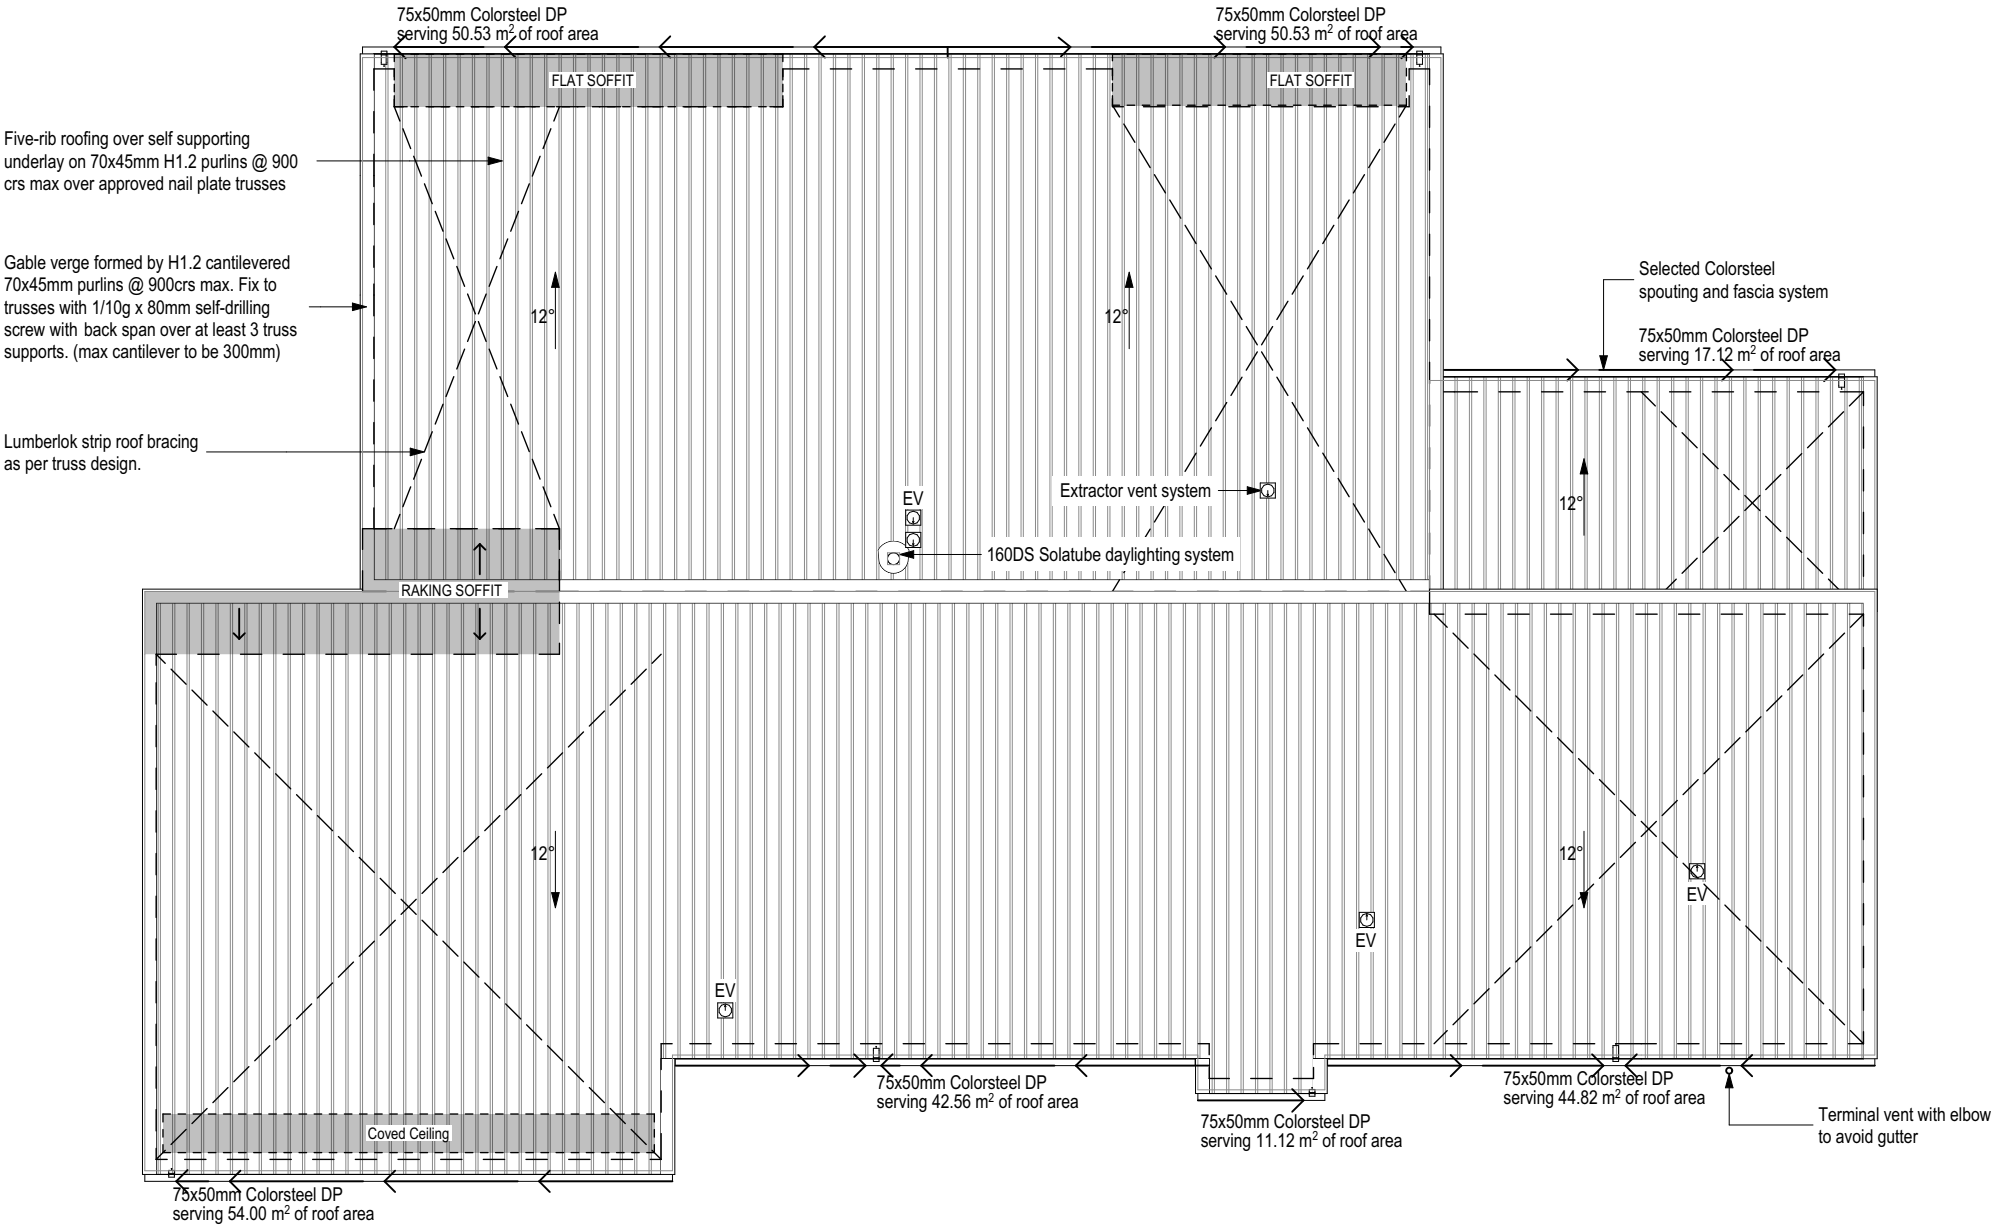 75x50mm Colorsteel DP
serving 50.53 m² of roof area
75x50mm Colorsteel DP
serving 50.53 m² of roof area
FLAT SOFFIT
FLAT SOFFIT
Five-rib roofing over self supporting
underlay on 70x45mm H1.2 purlins @ 900
crs max over approved nail plate trusses
Gable verge formed by H1.2 cantilevered
70x45mm purlins @ 900crs max. Fix to
trusses with 1/10g x 80mm self-drilling
screw with back span over at least 3 truss
supports. (max cantilever to be 300mm)
12°
12°
Selected Colorsteel
spouting and fascia system
75x50mm Colorsteel DP
serving 17.12 m² of roof area
Lumberlok strip roof bracing
as per truss design.
Extractor vent system
EV
12°
160DS Solatube daylighting system
RAKING SOFFIT
12°
12°
EV
EV
EV
75x50mm Colorsteel DP
serving 42.56 m² of roof area
75x50mm Colorsteel DP
serving 44.82 m² of roof area
75x50mm Colorsteel DP
serving 11.12 m² of roof area
Terminal vent with elbow
to avoid gutter
Coved Ceiling
75x50mm Colorsteel DP
serving 54.00 m² of roof area